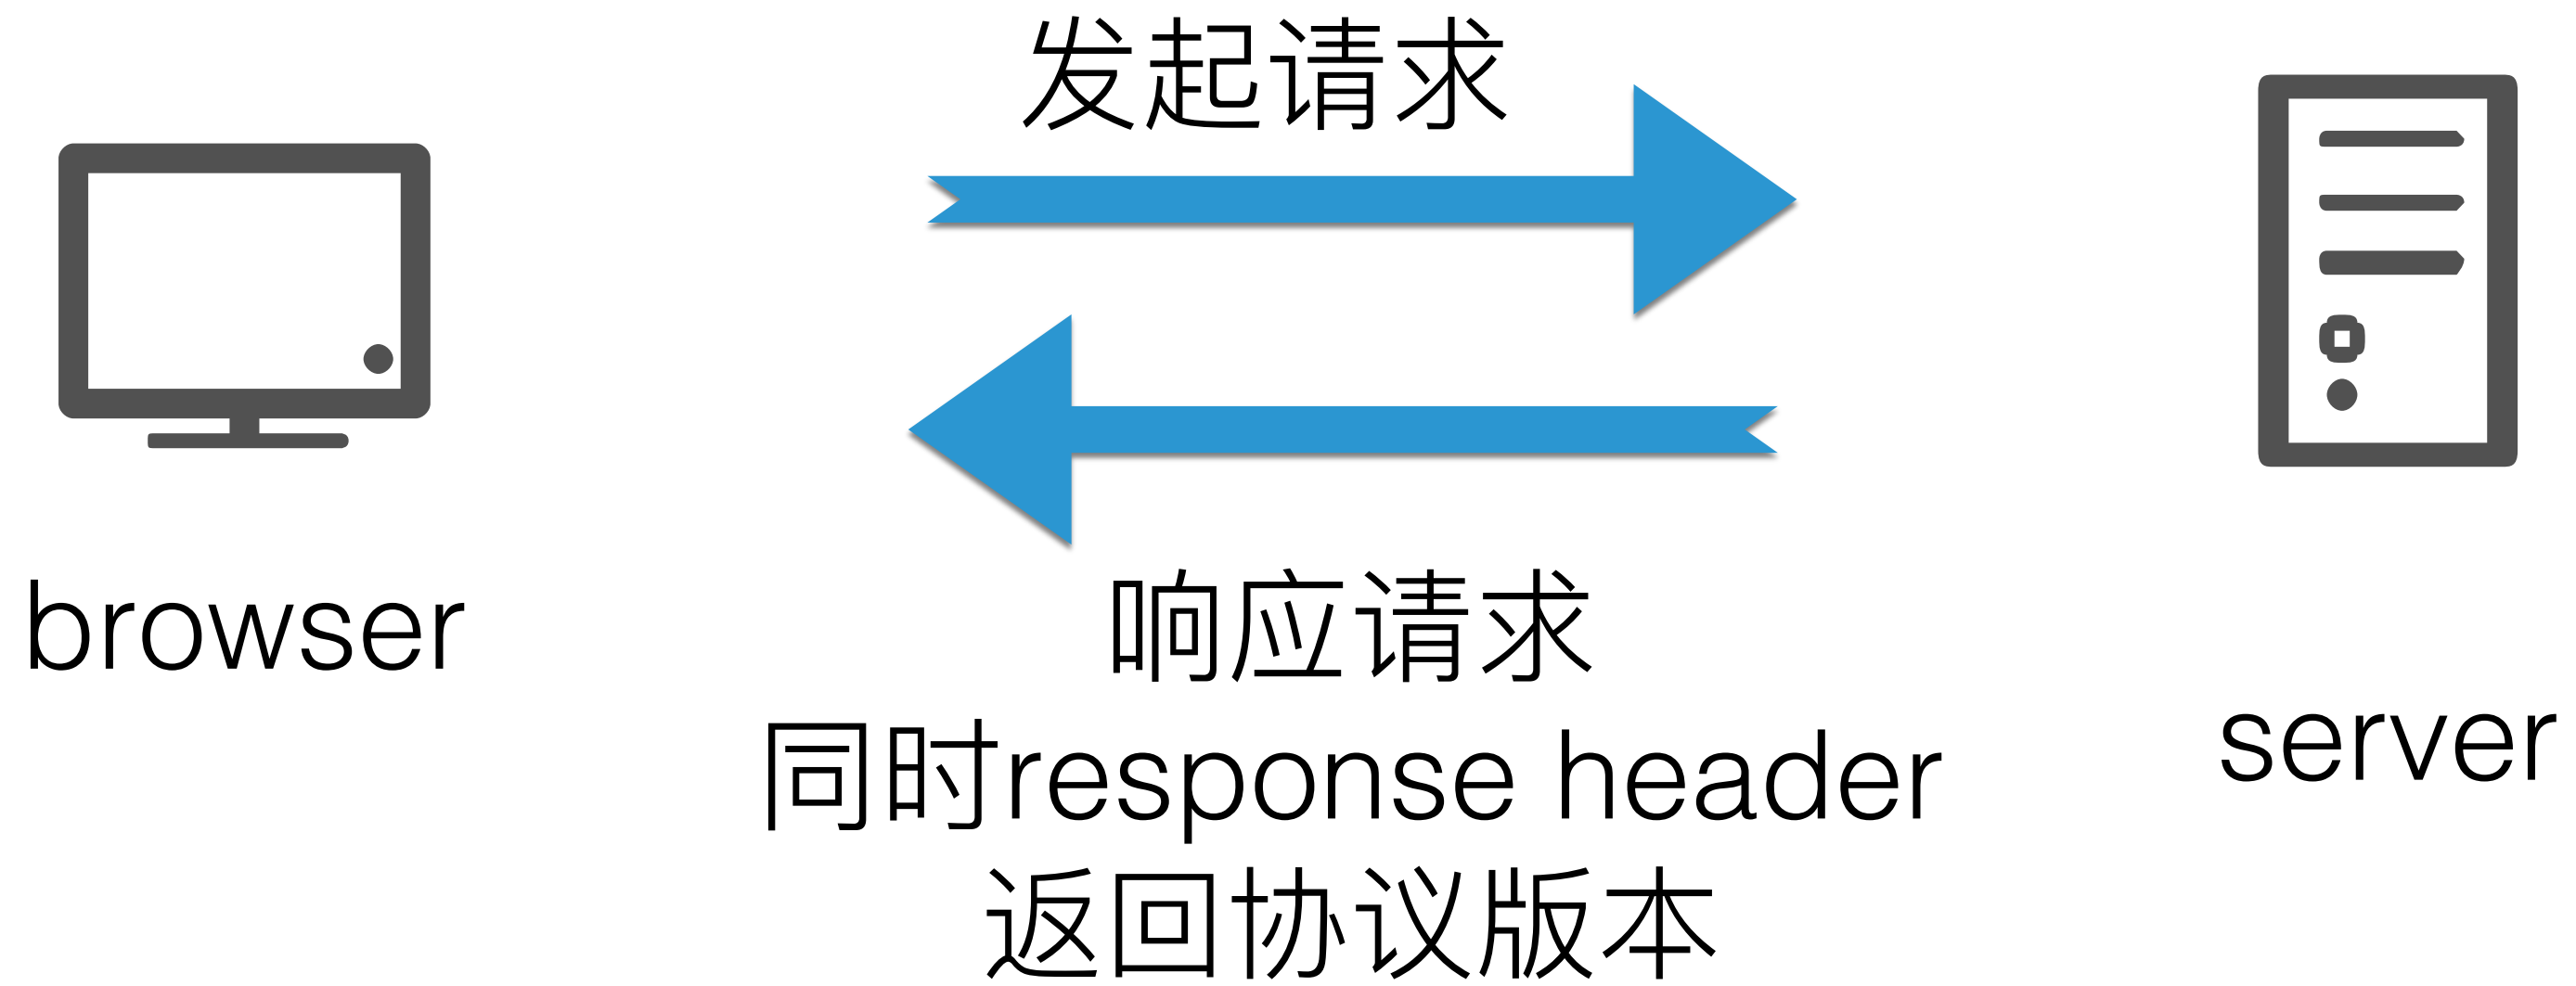 发起请求
browser
响应请求
同时response header
返回协议版本
server